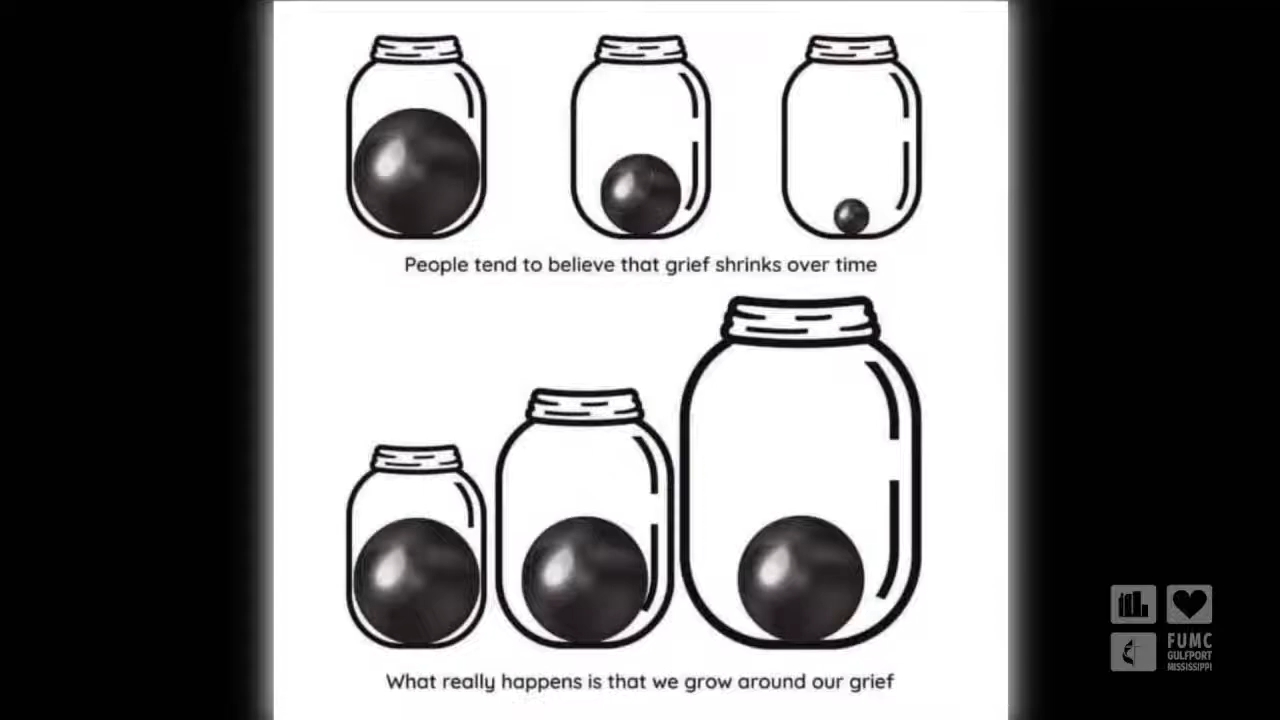 People tend to believe that grief shrinks over time
What really happens is that we grow around our grief
FUMC
GULFPORT
MISSISSIPPI